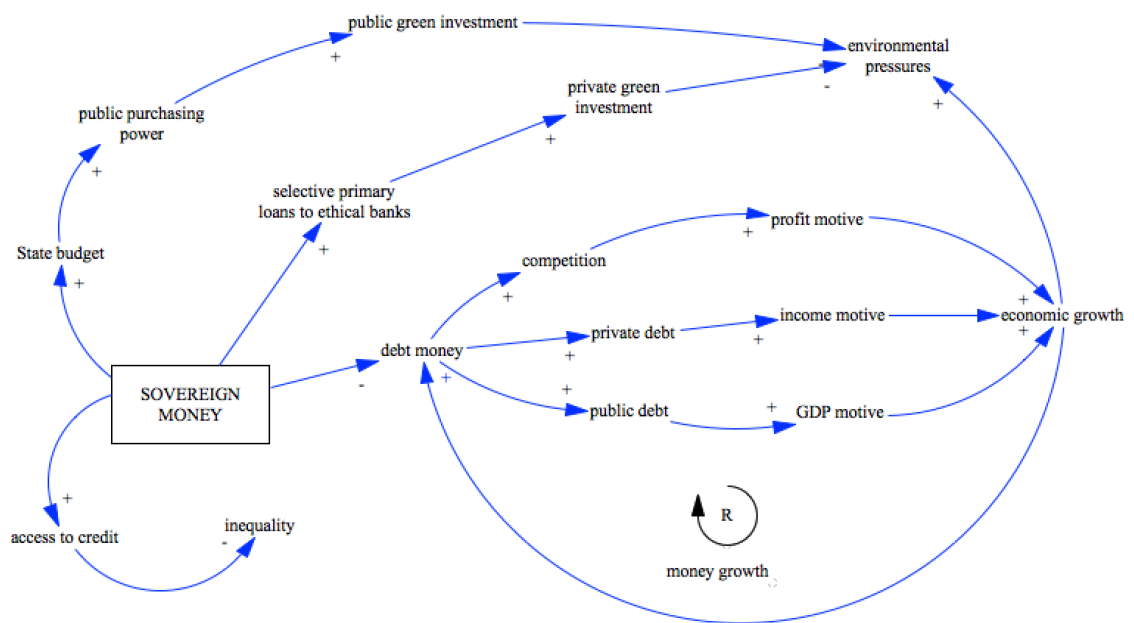 public green investment
+
environmental
pressures
-
-
+
private green
investment
+
public purchasing
power
+
selective primary
loans to ethical banks
+
State budget
+
profit motive
+
competition
+
+
economic growth
+
income motive
+
private debt
+
debt money
-
+
+
public debt
+
GDP motive
SOVEREIGN
MONEY
+
access to credit
-
inequality
R
money growth